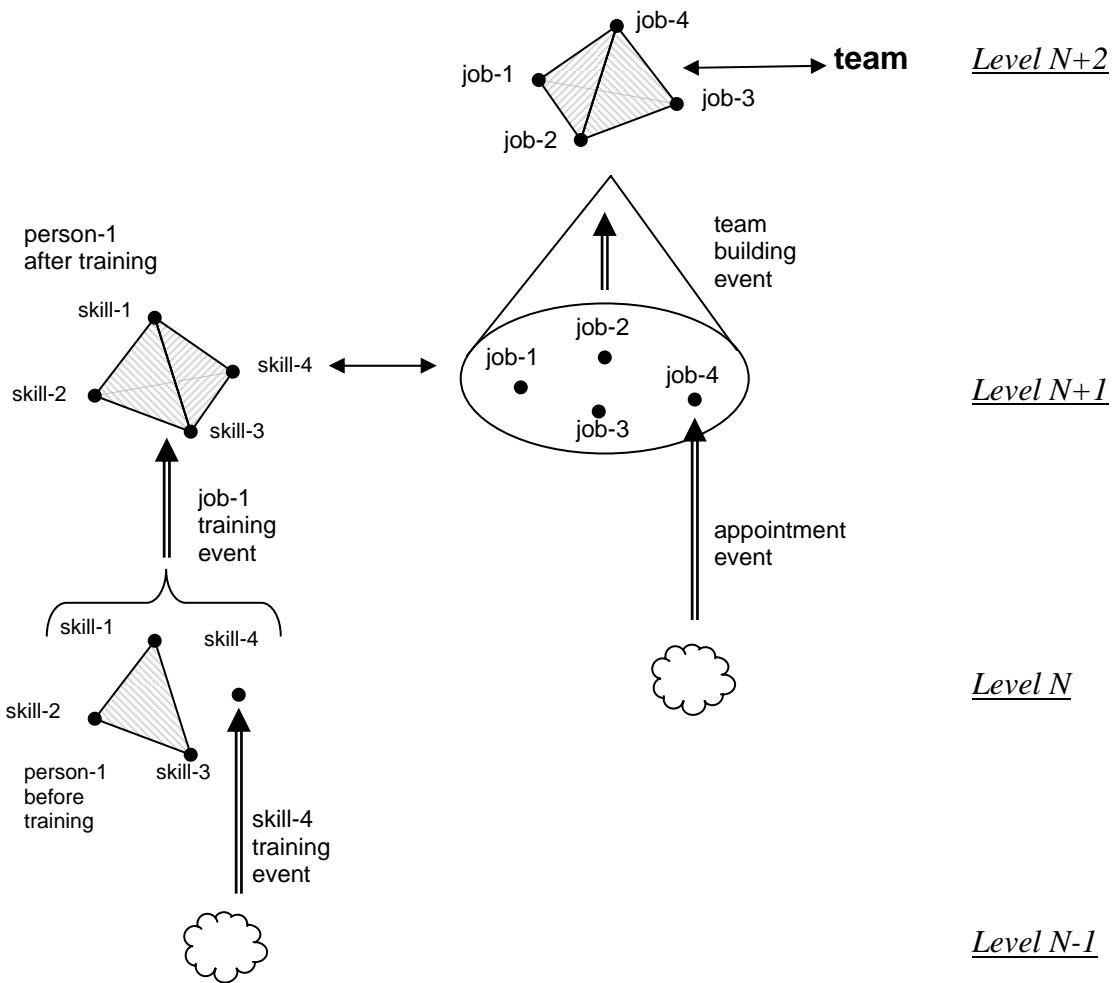 job-4
team
Level N+2
job-1
job-3
job-2
team
building
event
person-1
after training
skill-1
job-2
job-1
skill-4
job-4
skill-2
Level N+1
skill-3
job-3
job-1
training
event
appointment
event
skill-1
skill-4
skill-2
Level N
skill-3
person-1
before
training
skill-4
training
event
Level N-1